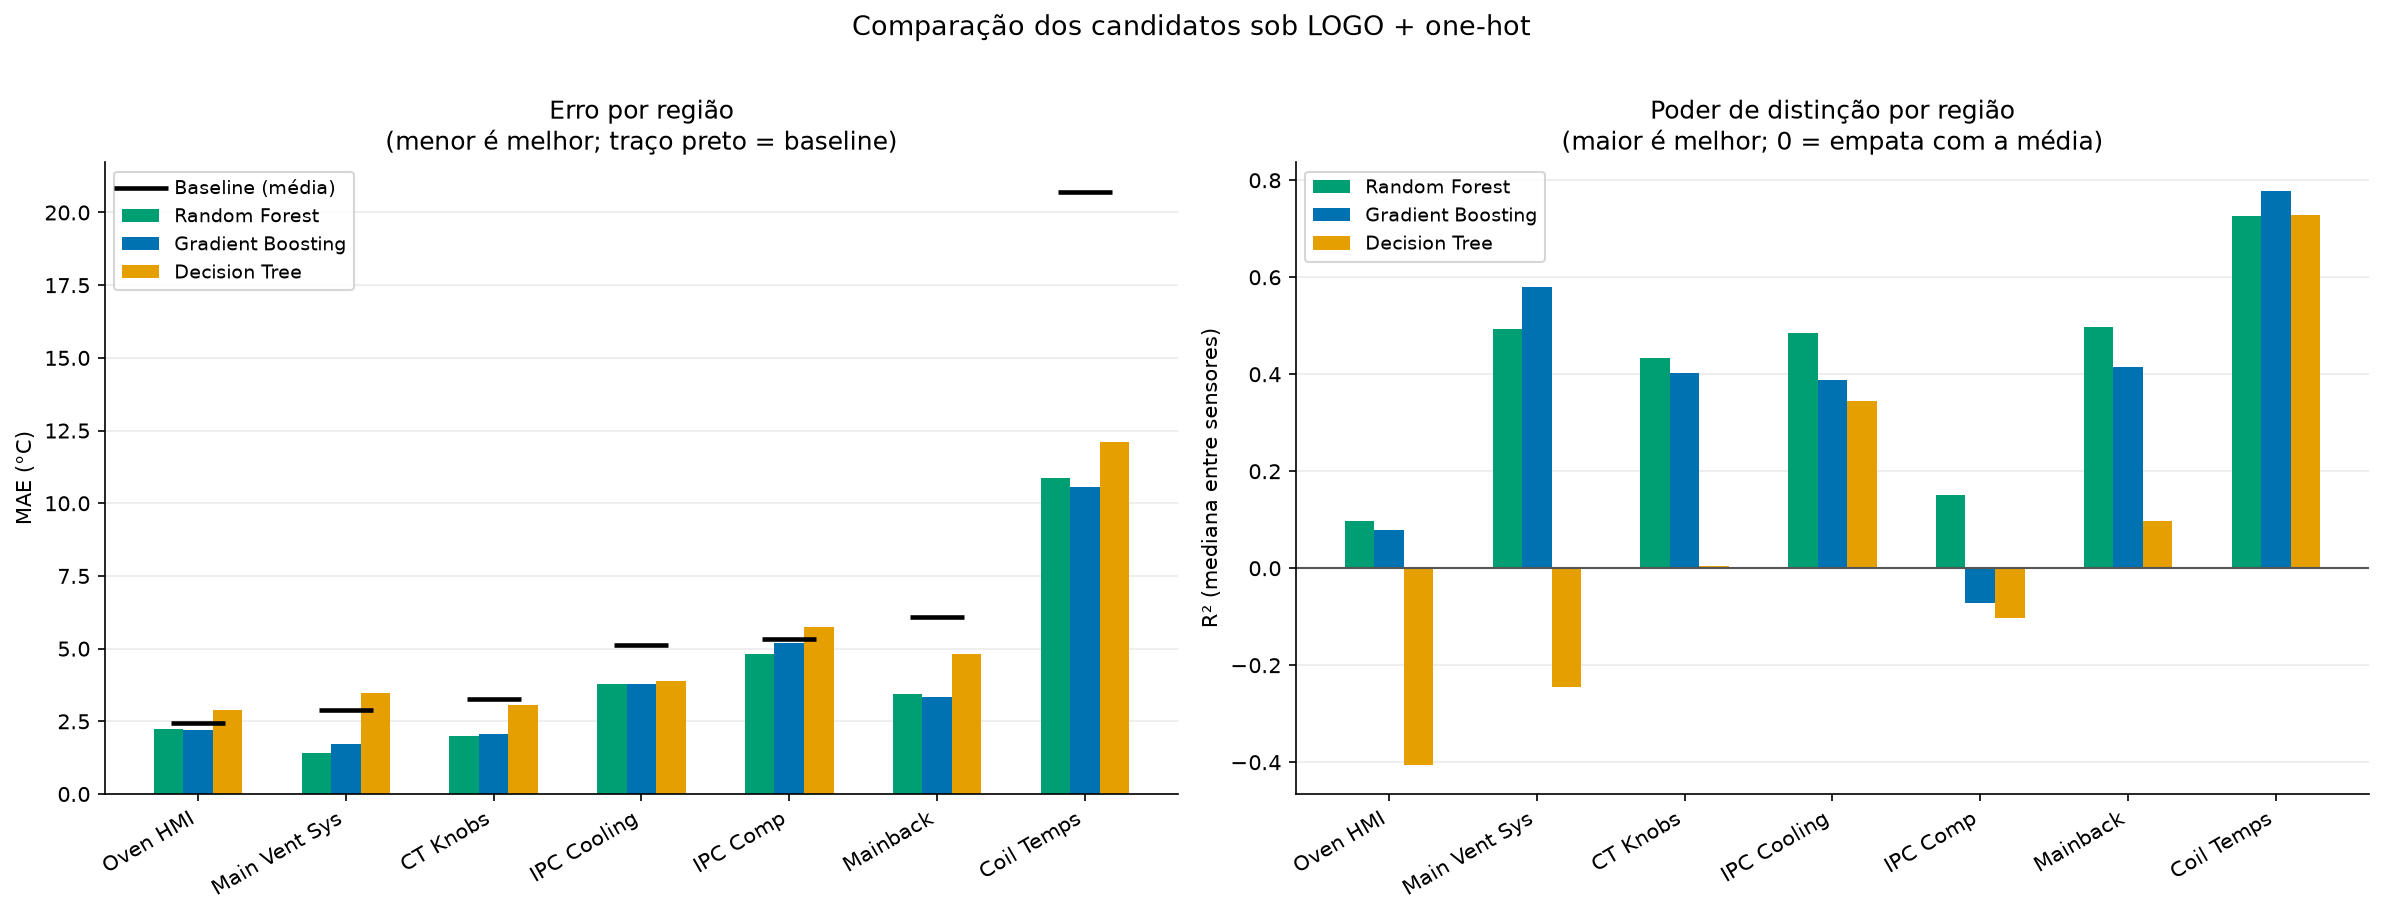 Comparação dos candidatos sob LOGO + one-hot
Erro por região
(menor é melhor; traço preto = baseline)
Baseline (média)
Random Forest
Gradient Boosting
Decision Tree
MAE (°C)
20.0
17.5
15.0
12.5
10.0
7.5
5.0
2.5
0.0
Oven HMI
Main Vent Sys
CT Knobs
IPC Cooling
IPC Comp
Mainback
Coil Temps
Poder de distinção por região
(maior é melhor; 0 = empata com a média)
Random Forest
Gradient Boosting
Decision Tree
R² (mediana entre sensores)
0.8
0.6
0.4
0.2
0.0
−0.2
−0.4
Oven HMI
Main Vent Sys
CT Knobs
IPC Cooling
IPC Comp
Mainback
Coil Temps